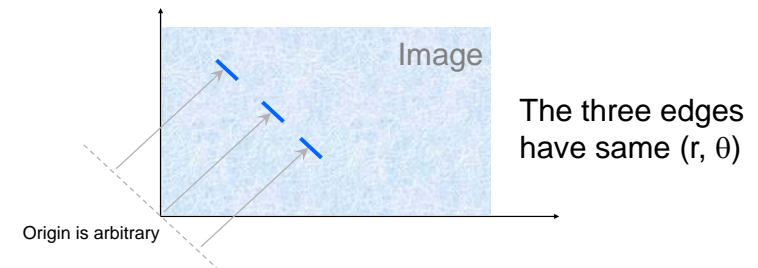 Image
The three edges
have same (r, θ)
Origin is arbitrary